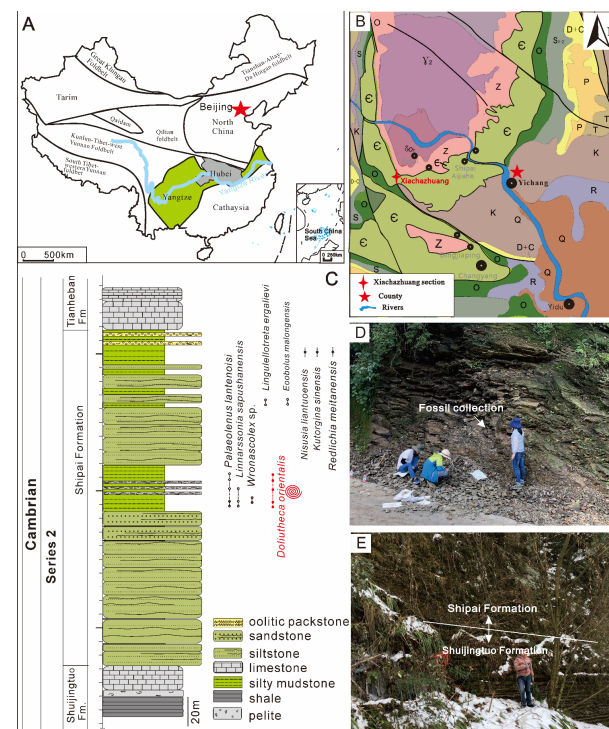 A
Great Khingan
Foldbelt
Tianshan-Altay-
Da Hingan foldbelt
Tarim
Beijing
Qaidam
Qilian
foldbelt
North
China
Kunlun-Tibet-west
Yunnan Foldbelt
South Tibet-
western Yunnan
foldbelt
Hubei
Yangtze River
Yangtze
Cathaysia
South China
Sea
0 500km
0 250km
B
O
S
Є
Z
K
Q
R
P
T
D+C
Shipai
Aijiahe
Xiachazhuang
Yichang
Changyang
Yidu
Xiachazhuang section
County
Rivers
C
Cambrian
Series 2
Tianheban
Fm
Shipai Formation
Shuijingtuo
Fm.
Palaeolenus lantenoisi
Linnarssonia sapushanensis
Wronascolex sp.
Lingulellotreta ergalievi
Doliutheca orientalis
Eoobolus malongensis
Nisusia liantuoensis
Kutorgina sinensis
Redlichia meitanensis
oolitic packstone
sandstone
siltstone
limestone
silty mudstone
shale
pelite
20m
D
Fossil collection
E
Shipai Formation
Shuijingtuo Formation